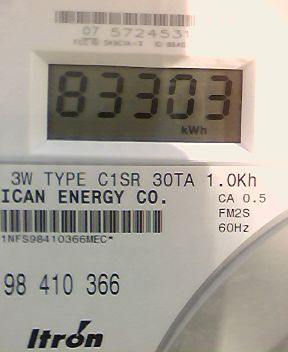 07 5724531
83303
kWh
3W TYPE C1SR 30TA 1.0Kh
ICAN ENERGY CO.
CA 0.5
FM2S
60Hz
1NFS98410366MEC*
98 410 366
Itron